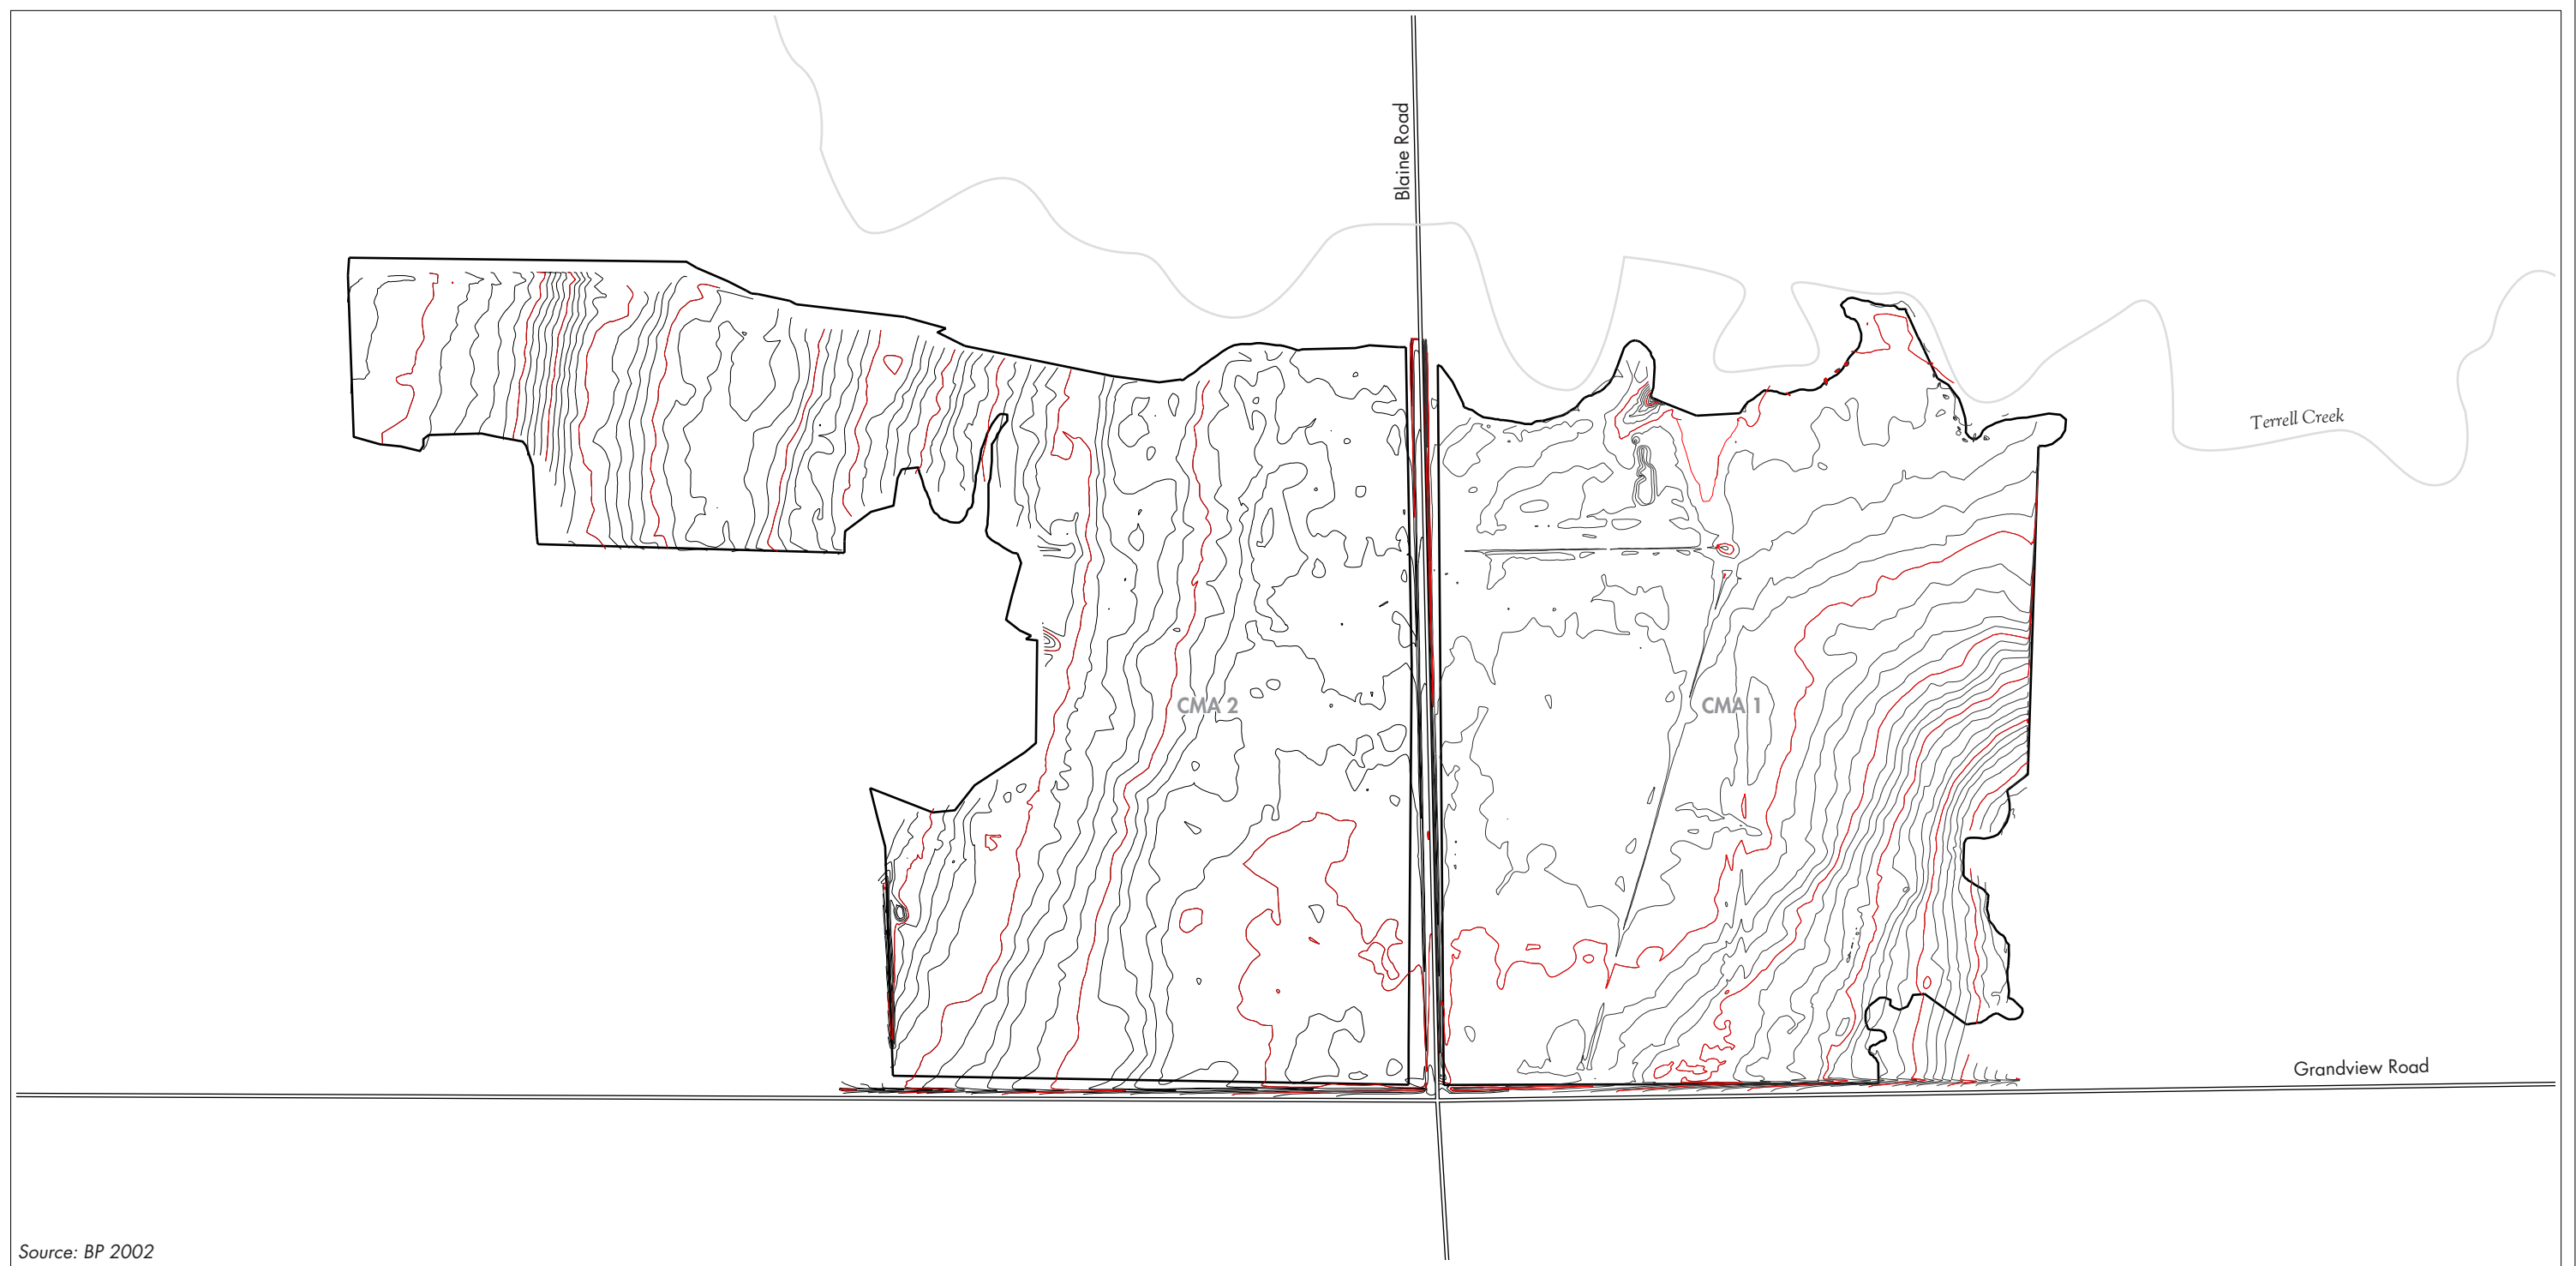 Blaine Road
Terrell Creek
CMA 2
CMA 1
Grandview Road
Source: BP 2002